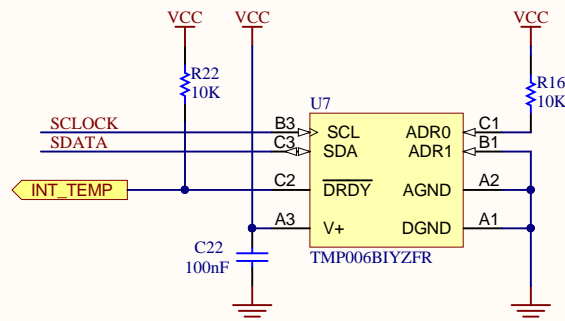 VCC VCC VCC
R22
10K
R16
10K
U7
SCLOCK B3 SCL ADR0 C1
SDATA C3 SDA ADR1 B1
INT_TEMP C2 DRDY AGND A2
A3 V+ DGND A1
C22
100nF
TMP006BIYZFR